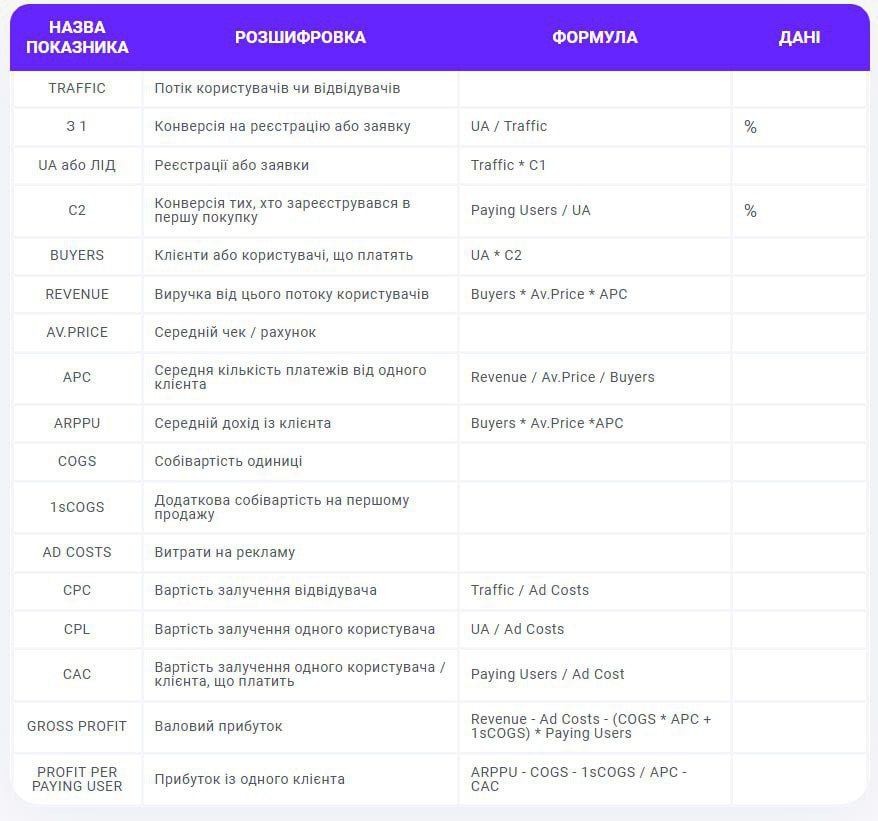 НАЗВА
ПОКАЗНИКА
РОЗШИФРОВКА
ФОРМУЛА
ДАНІ
TRAFFIC
Потік користувачів чи відвідувачів
З 1
Конверсія на реєстрацію або заявку
UA / Traffic
%
UA або ЛІД
Реєстрації або заявки
Traffic * C1
C2
Конверсія тих, хто зареєструвався в
першу покупку
Paying Users / UA
%
BUYERS
Клієнти або користувачі, що платять
UA * C2
REVENUE
Виручка від цього потоку користувачів
Buyers * Av.Price * APC
AV.PRICE
Середній чек / рахунок
APC
Середня кількість платежів від одного
клієнта
Revenue / Av.Price / Buyers
ARPPU
Середній дохід із клієнта
Buyers * Av.Price *APC
COGS
Собівартість одиниці
1sCOGS
Додаткова собівартість на першому
продажу
AD COSTS
Витрати на рекламу
CPC
Вартість залучення відвідувача
Traffic / Ad Costs
CPL
Вартість залучення одного користувача
UA / Ad Costs
CAC
Вартість залучення одного користувача /
клієнта, що платить
Paying Users / Ad Cost
GROSS PROFIT
Валовий прибуток
Revenue - Ad Costs - (COGS * APC +
1sCOGS) * Paying Users
PROFIT PER
PAYING USER
Прибуток із одного клієнта
ARPPU - COGS - 1sCOGS / APC -
CAC